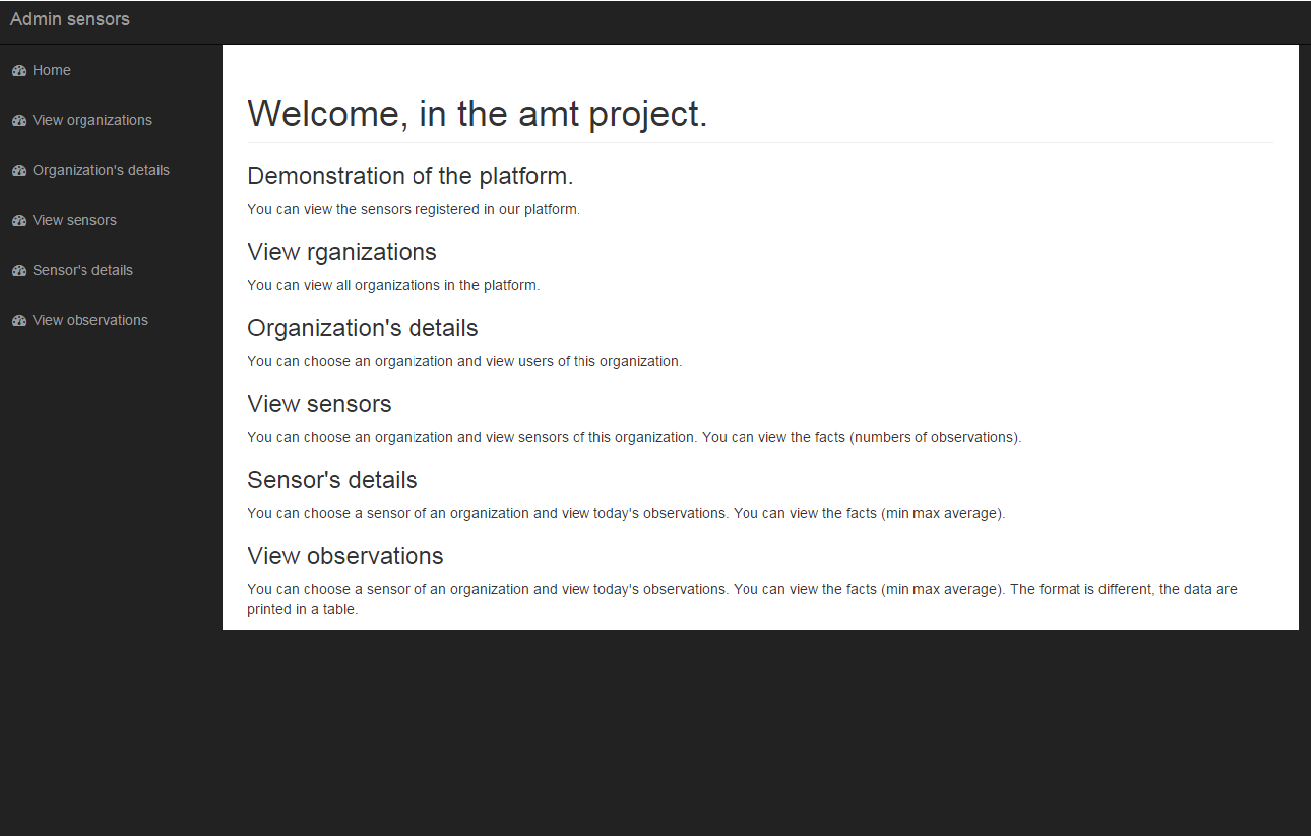 Admin sensors
Home
View organizations
Organization's details
View sensors
Sensor's details
View observations
Welcome, in the amt project.
Demonstration of the platform.
You can view the sensors registered in our platform.
View rganizations
You can view all organizations in the platform.
Organization's details
You can choose an organization and view users of this organization.
View sensors
You can choose an organization and view sensors of this organization. You can view the facts (numbers of observations).
Sensor's details
You can choose a sensor of an organization and view today's observations. You can view the facts (min max average).
View observations
You can choose a sensor of an organization and view today's observations. You can view the facts (min max average). The format is different, the data are
printed in a table.